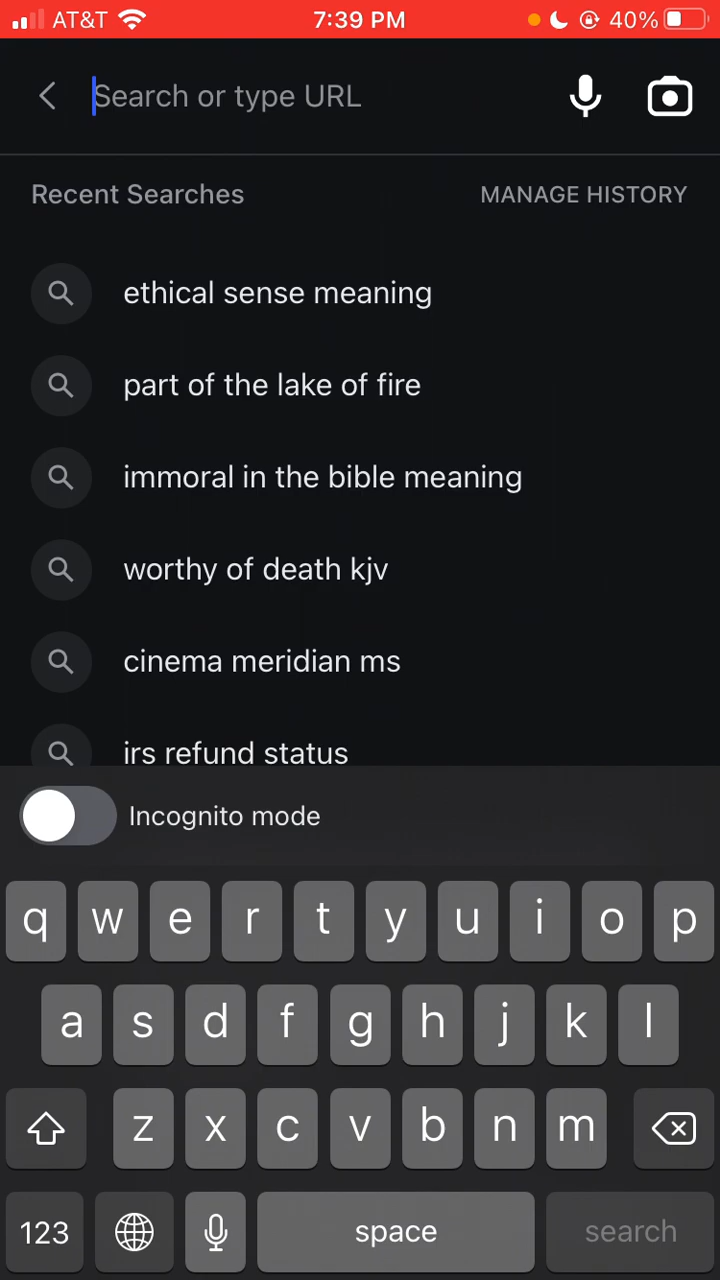 AT&T 7:39 PM 40%
Search or type URL
Recent Searches MANAGE HISTORY
ethical sense meaning
part of the lake of fire
immoral in the bible meaning
worthy of death kjv
cinema meridian ms
irs refund status
Incognito mode
q w e r t y u i o p
a s d f g h j k l
z x c v b n m
123 space search